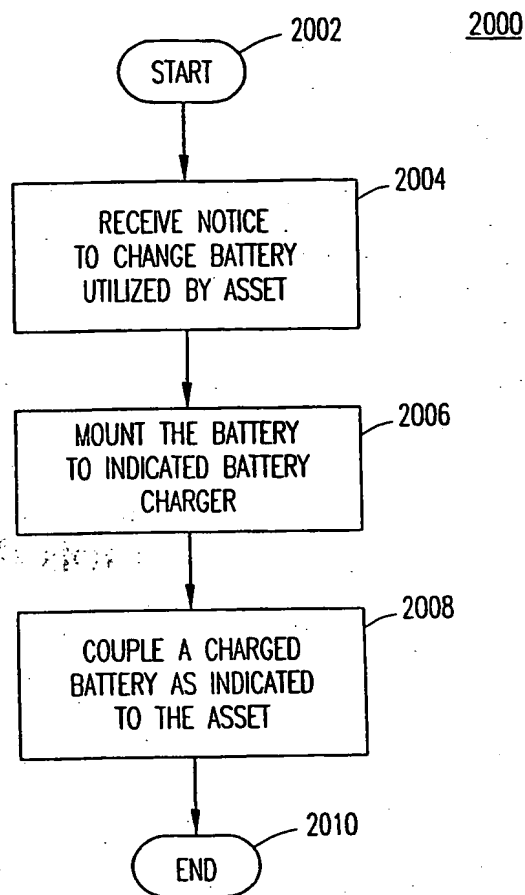 2000
2002
START
2004
RECEIVE NOTICE
TO CHANGE BATTERY
UTILIZED BY ASSET
2006
MOUNT THE BATTERY
TO INDICATED BATTERY
CHARGER
2008
COUPLE A CHARGED
BATTERY AS INDICATED
TO THE ASSET
2010
END